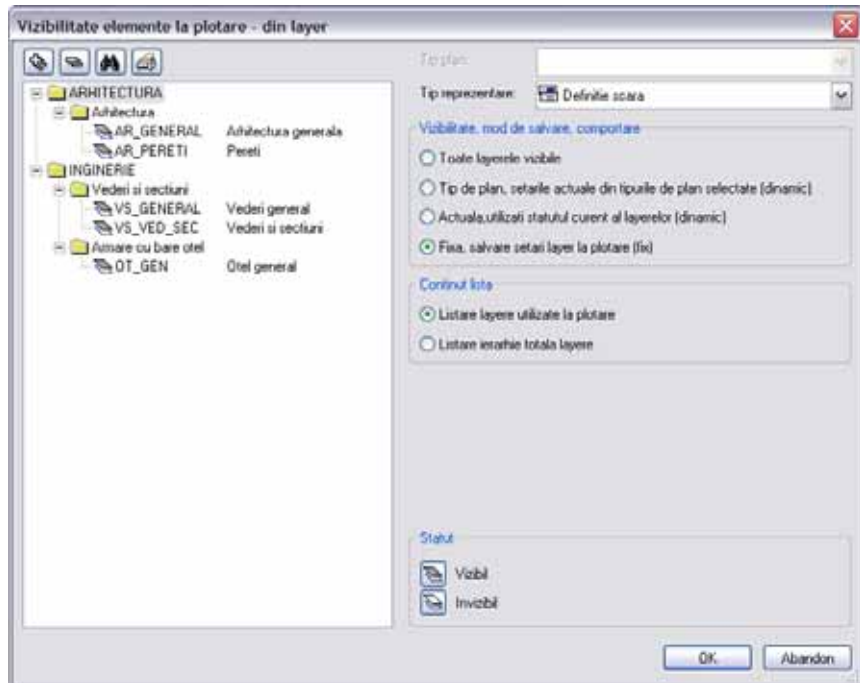 Vizibilitate elemente la plotare - din layer
Tip plan:
Tip reprezentare: Definitie scara
ARHITECTURA
Arhitectura
AR_GENERAL Arhitectura generala
AR_PERETI Pereti
INGINERIE
Vederi si sectiuni
VS_GENERAL Vederi general
VS_VED_SEC Vederi si sectiuni
Armare cu bare otel
OT_GEN Otel general
Vizibilitate, mod de salvare, comportare
Toate layerele vizibile
Tip de plan, setarile actuale din tipurile de plan selectate (dinamic)
Actuala,utilizati statutul curent al layerelor (dinamic)
Fixa, salvare setari layer la plotare (fix)
Continut lista
Listare layere utilizate la plotare
Listare ierarhie totala layere
Statut
Vizibil
Invizibil
OK
Abandon